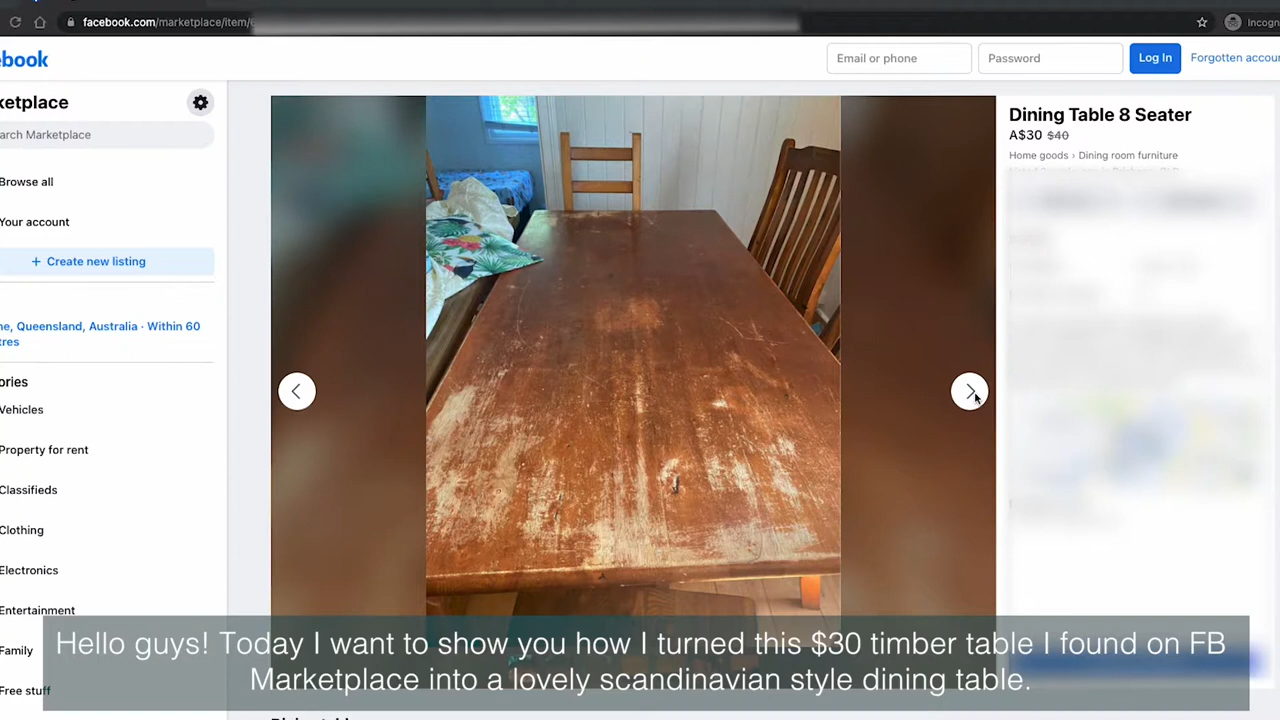 facebook.com/marketplace/item/
Incogn
ebook
Email or phone
Password
Log In
Forgotten accoun
ketplace
arch Marketplace
Browse all
Your account
+ Create new listing
ne, Queensland, Australia · Within 60
tres
ories
Vehicles
Property for rent
Classifieds
Clothing
Electronics
Entertainment
Family
Free stuff
Dining Table 8 Seater
A$30 $40
Home goods › Dining room furniture
Hello guys! Today I want to show you how I turned this $30 timber table I found on FB
Marketplace into a lovely scandinavian style dining table.